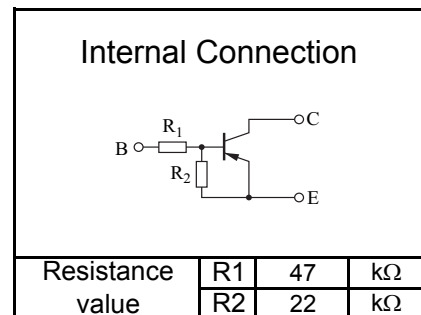 Internal Connection
C
R1
B
R2
E
Resistance value R1 47 kΩ
R2 22 kΩ